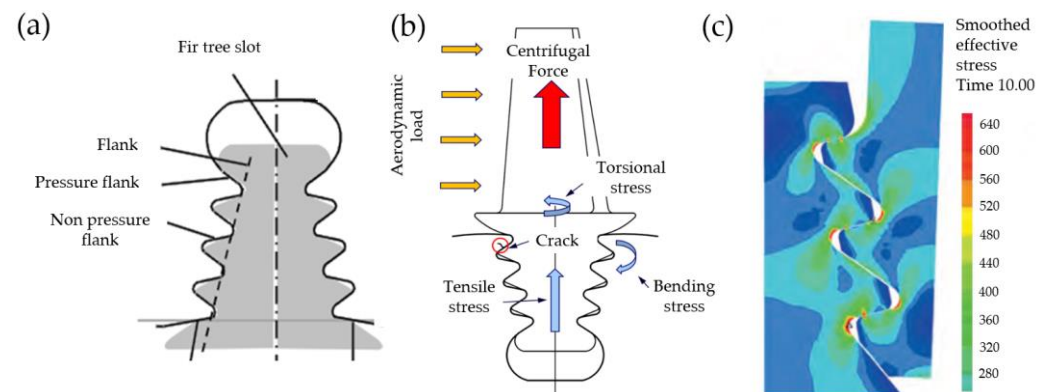 (a)
Fir tree slot
Flank
Pressure flank
Non pressure
flank
(b)
Aerodynamic
load
Centrifugal
Force
Torsional
stress
Crack
Tensile
stress
Bending
stress
(c)
Smoothed
effective
stress
Time 10.00
640
600
560
520
480
440
400
360
320
280